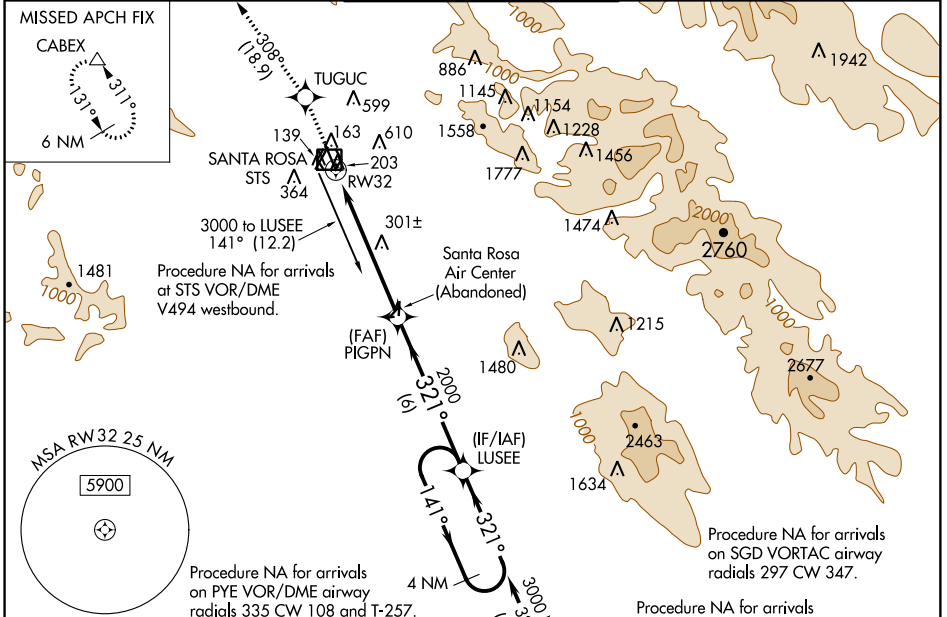 MISSED APCH FIX
CABEX
311°
131°
6 NM
308°
(18.9)
TUGUC
599
139
163
610
SANTA ROSA
STS
203
RW32
364
3000 to LUSEE
141° (12.2)
301±
Procedure NA for arrivals
at STS VOR/DME
V494 westbound.
Santa Rosa
Air Center
(Abandoned)
(FAF)
PIGPN
2000
321°
(6)
(IF/IAF)
LUSEE
141°
321°
4 NM
3000
886
1000
1145
1154
1558
1228
1777
1456
1000
1942
1474
2000
2760
1481
1000
1215
1480
2677
1000
2463
1634
MSA RW32 25 NM
5900
Procedure NA for arrivals
on PYE VOR/DME airway
radials 335 CW 108 and T-257.
Procedure NA for arrivals
on SGD VORTAC airway
radials 297 CW 347.
Procedure NA for arrivals